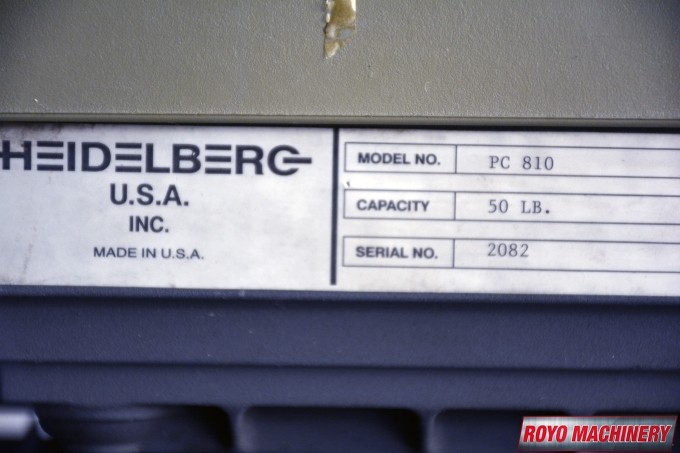 HEIDELBERG
U.S.A.
INC.
MADE IN U.S.A.
MODEL NO. PC 810
CAPACITY 50 LB.
SERIAL NO. 2082
ROYO MACHINERY